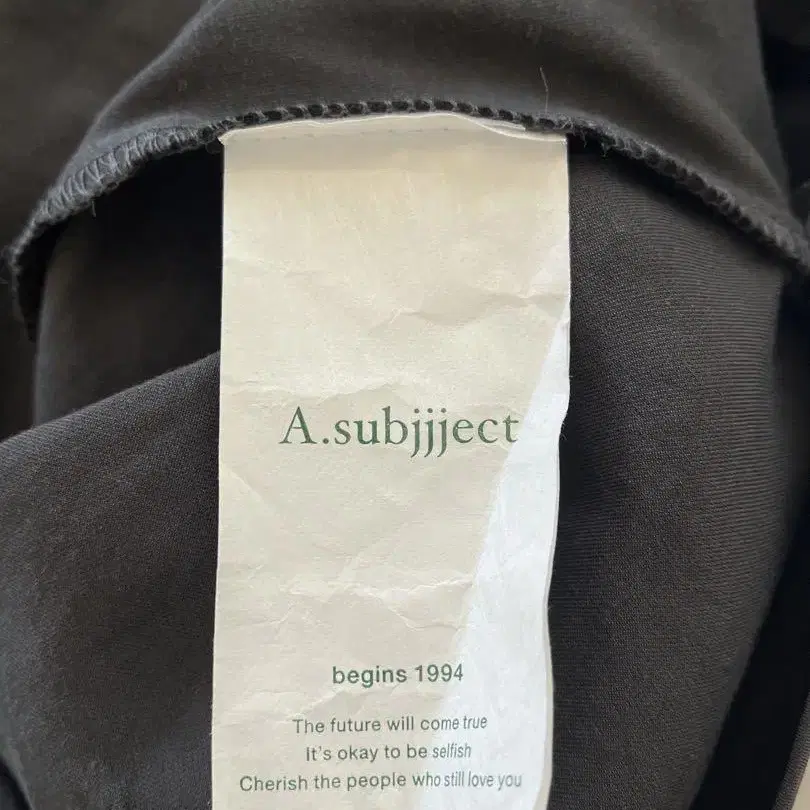 A.subjjject
begins 1994
The future will come true
It's okay to be selfish
Cherish the people who still love you